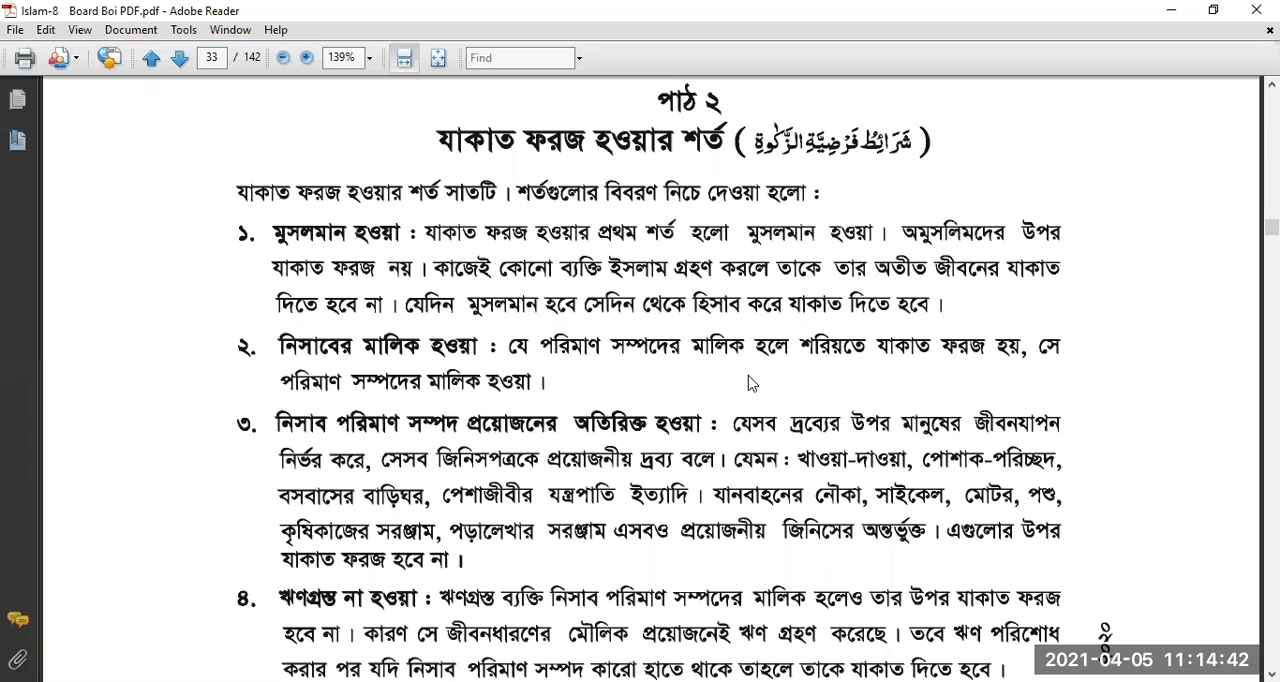 Islam-8 Board Boi PDF.pdf - Adobe Reader
File Edit View Document Tools Window Help
33 / 142 139% Find
পাঠ ২
যাকাত ফরজ হওয়ার শর্ত ( شَرَائِطُ فَرْضِيَّةِ الزَّكٰوةِ )
যাকাত ফরজ হওয়ার শর্ত সাতটি । শর্তগুলোর বিবরণ নিচে দেওয়া হলো :
১. মুসলমান হওয়া : যাকাত ফরজ হওয়ার প্রথম শর্ত হলো মুসলমান হওয়া । অমুসলিমদের উপর
যাকাত ফরজ নয় । কাজেই কোনো ব্যক্তি ইসলাম গ্রহণ করলে তাকে তার অতীত জীবনের যাকাত
দিতে হবে না । যেদিন মুসলমান হবে সেদিন থেকে হিসাব করে যাকাত দিতে হবে ।
২. নিসাবের মালিক হওয়া : যে পরিমাণ সম্পদের মালিক হলে শরিয়তে যাকাত ফরজ হয়, সে
পরিমাণ সম্পদের মালিক হওয়া ।
৩. নিসাব পরিমাণ সম্পদ প্রয়োজনের অতিরিক্ত হওয়া : যেসব দ্রব্যের উপর মানুষের জীবনযাপন
নির্ভর করে, সেসব জিনিসপত্রকে প্রয়োজনীয় দ্রব্য বলে । যেমন : খাওয়া-দাওয়া, পোশাক-পরিচ্ছদ,
বসবাসের বাড়িঘর, পেশাজীবীর যন্ত্রপাতি ইত্যাদি । যানবাহনের নৌকা, সাইকেল, মোটর, পশু,
কৃষিকাজের সরঞ্জাম, পড়ালেখার সরঞ্জাম এসবও প্রয়োজনীয় জিনিসের অন্তর্ভুক্ত । এগুলোর উপর
যাকাত ফরজ হবে না ।
৪. ঋণগ্রস্ত না হওয়া : ঋণগ্রস্ত ব্যক্তি নিসাব পরিমাণ সম্পদের মালিক হলেও তার উপর যাকাত ফরজ
হবে না । কারণ সে জীবনধারণের মৌলিক প্রয়োজনেই ঋণ গ্রহণ করেছে । তবে ঋণ পরিশোধ
করার পর যদি নিসাব পরিমাণ সম্পদ কারো হাতে থাকে তাহলে তাকে যাকাত দিতে হবে ।
2021-04-05 11:14:42